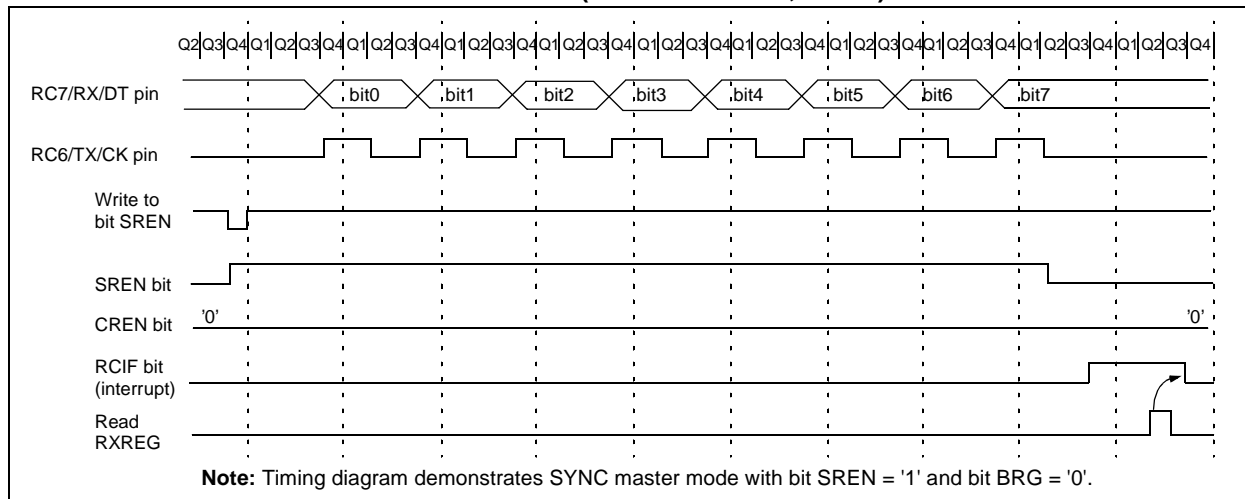 Q2 Q3 Q4 Q1 Q2 Q3 Q4 Q1 Q2 Q3 Q4 Q1 Q2 Q3 Q4 Q1 Q2 Q3 Q4 Q1 Q2 Q3 Q4 Q1 Q2 Q3 Q4 Q1 Q2 Q3 Q4 Q1 Q2 Q3 Q4 Q1 Q2 Q3 Q4 Q1 Q2 Q3 Q4
RC7/RX/DT pin
bit0 bit1 bit2 bit3 bit4 bit5 bit6 bit7
RC6/TX/CK pin
Write to
bit SREN
SREN bit
CREN bit '0' '0'
RCIF bit
(interrupt)
Read
RXREG
Note: Timing diagram demonstrates SYNC master mode with bit SREN = '1' and bit BRG = '0'.